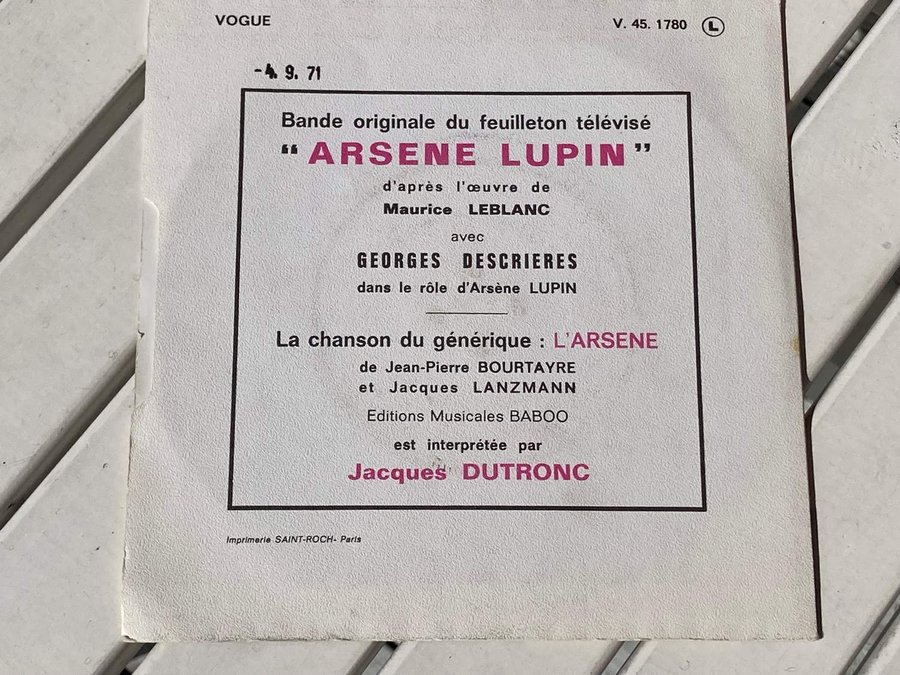 VOGUE
V. 45. 1780 L
-4. 9. 71
Bande originale du feuilleton télévisé
“ ARSENE LUPIN ”
d'après l'œuvre de
Maurice LEBLANC
avec
GEORGES DESCRIERES
dans le rôle d'Arsène LUPIN
La chanson du générique : L'ARSENE
de Jean-Pierre BOURTAYRE
et Jacques LANZMANN
Editions Musicales BABOO
est interprétée par
Jacques DUTRONC
Imprimerie SAINT-ROCH- Paris